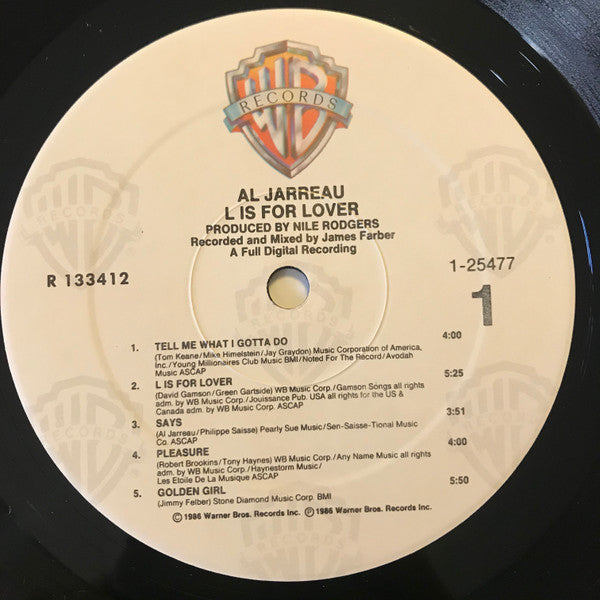 WB
RECORDS
AL JARREAU
L IS FOR LOVER
PRODUCED BY NILE RODGERS
Recorded and Mixed by James Farber
A Full Digital Recording
R 133412
1-25477
1
1. TELL ME WHAT I GOTTA DO 4:00
(Tom Keane/Mike Himelstein/Jay Graydon) Music Corporation of America,
Inc./Young Millionaires Club Music BMI/Noted For The Record/Avodah
Music ASCAP
2. L IS FOR LOVER 5:25
(David Gamson/Green Gartside) WB Music Corp./Gamson Songs all rights
adm. by WB Music Corp./Jouissance Pub. USA all rights for the US &
Canada adm. by WB Music Corp. ASCAP
3. SAYS 3:51
(Al Jarreau/Philippe Saisse) Pearly Sue Music/Sen-Saisse-Tional Music
Co. ASCAP
4. PLEASURE 4:00
(Robert Brookins/Tony Haynes) WB Music Corp./Any Name Music all
rights adm. by WB Music Corp./Haynestorm Music/
Les Etoile De La Musique ASCAP
5. GOLDEN GIRL 5:50
(Jimmy Felber) Stone Diamond Music Corp. BMI
©1986 Warner Bros. Records Inc. ℗1986 Warner Bros. Records Inc.